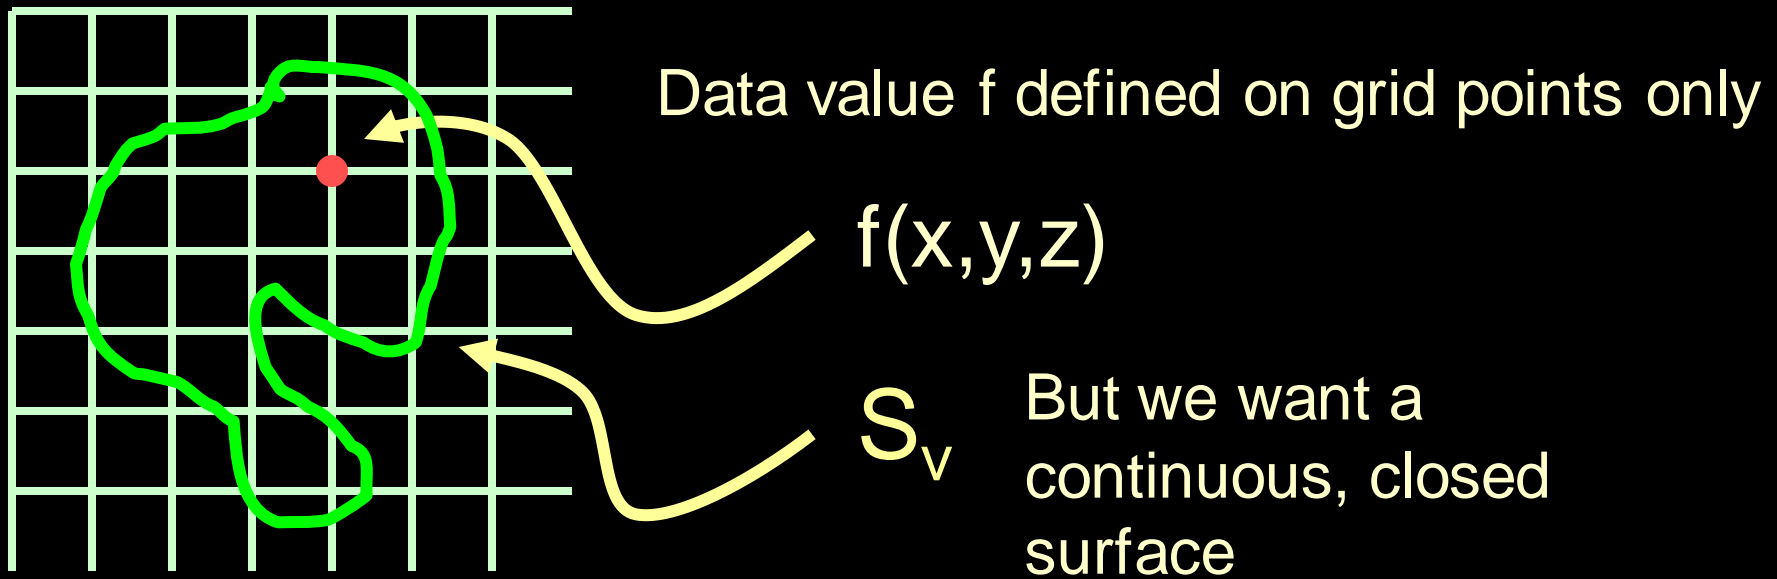 Data value f defined on grid points only
f(x,y,z)
Sv
But we want a
continuous, closed
surface